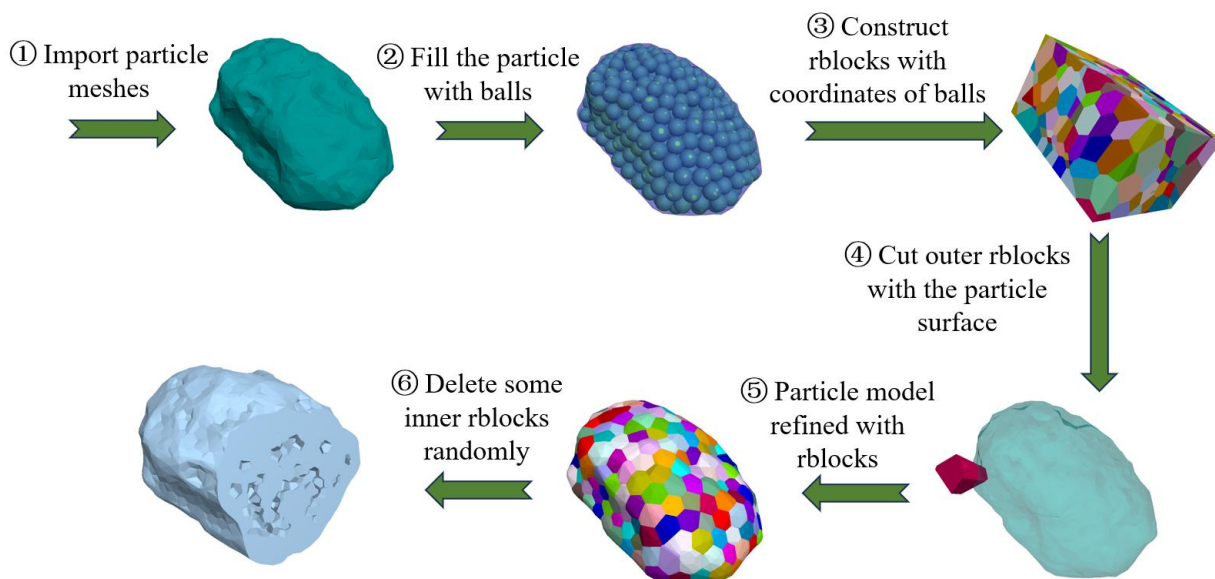 ① Import particle
meshes
② Fill the particle
with balls
③ Construct
rblocks with
coordinates of balls
④ Cut outer rblocks
with the particle
surface
⑤ Particle model
refined with
rblocks
⑥ Delete some
inner rblocks
randomly